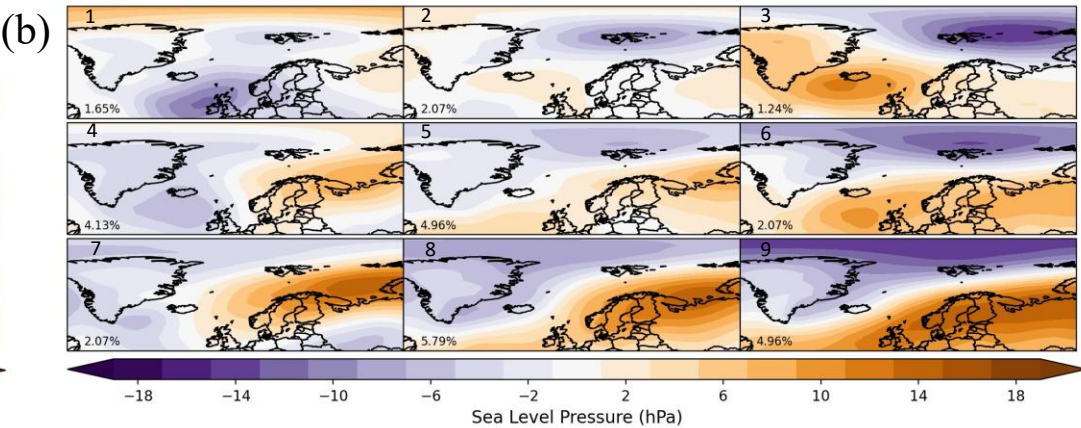 (b)
1 2 3
1.65% 2.07% 1.24%
4 5 6
4.13% 4.96% 2.07%
7 8 9
2.07% 5.79% 4.96%
−18 −14 −10 −6 −2 2 6 10 14 18
Sea Level Pressure (hPa)